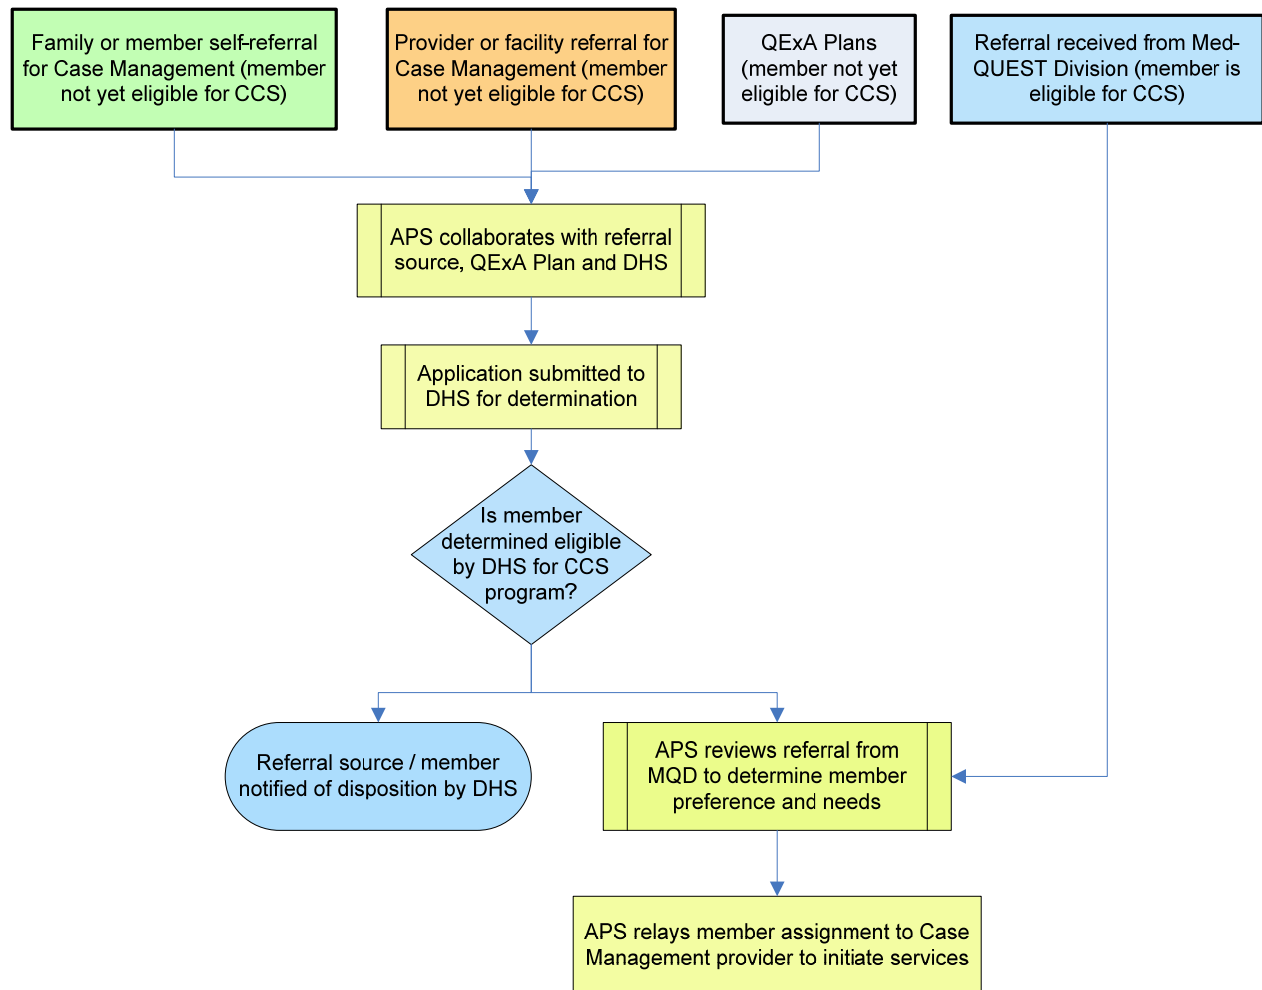 Family or member self-referral
for Case Management (member
not yet eligible for CCS)
Provider or facility referral for
Case Management (member
not yet eligible for CCS)
QExA Plans
(member not yet
eligible for CCS)
Referral received from Med-
QUEST Division (member is
eligible for CCS)
APS collaborates with referral
source, QExA Plan and DHS
Application submitted to
DHS for determination
Is member
determined eligible
by DHS for CCS
program?
Referral source / member
notified of disposition by DHS
APS reviews referral from
MQD to determine member
preference and needs
APS relays member assignment to Case
Management provider to initiate services